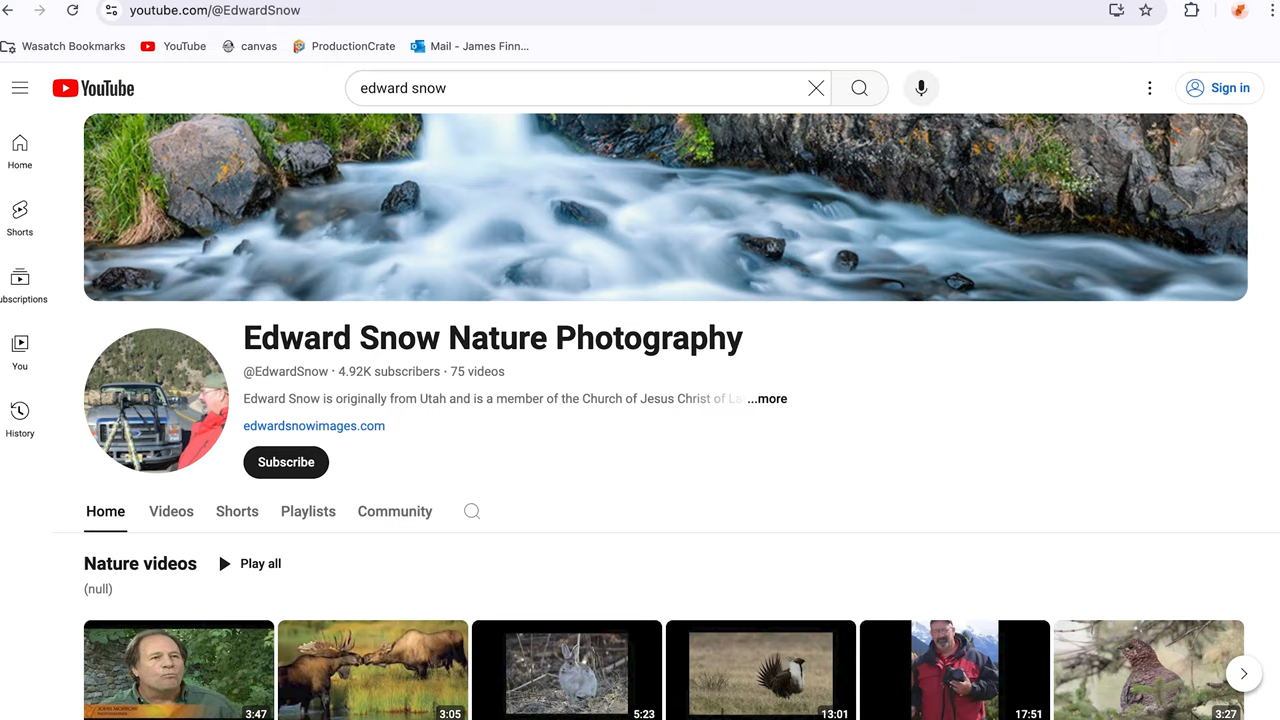 youtube.com/@EdwardSnow
Wasatch Bookmarks
YouTube
canvas
ProductionCrate
Mail - James Finn...
YouTube
edward snow
Sign in
Home
Shorts
ubscriptions
You
History
Edward Snow Nature Photography
@EdwardSnow · 4.92K subscribers · 75 videos
Edward Snow is originally from Utah and is a member of the Church of Jesus Christ of La ...more
edwardsnowimages.com
Subscribe
Home Videos Shorts Playlists Community
Nature videos
Play all
(null)
JOHN MORROW
3:47
3:05
5:23
13:01
17:51
3:27